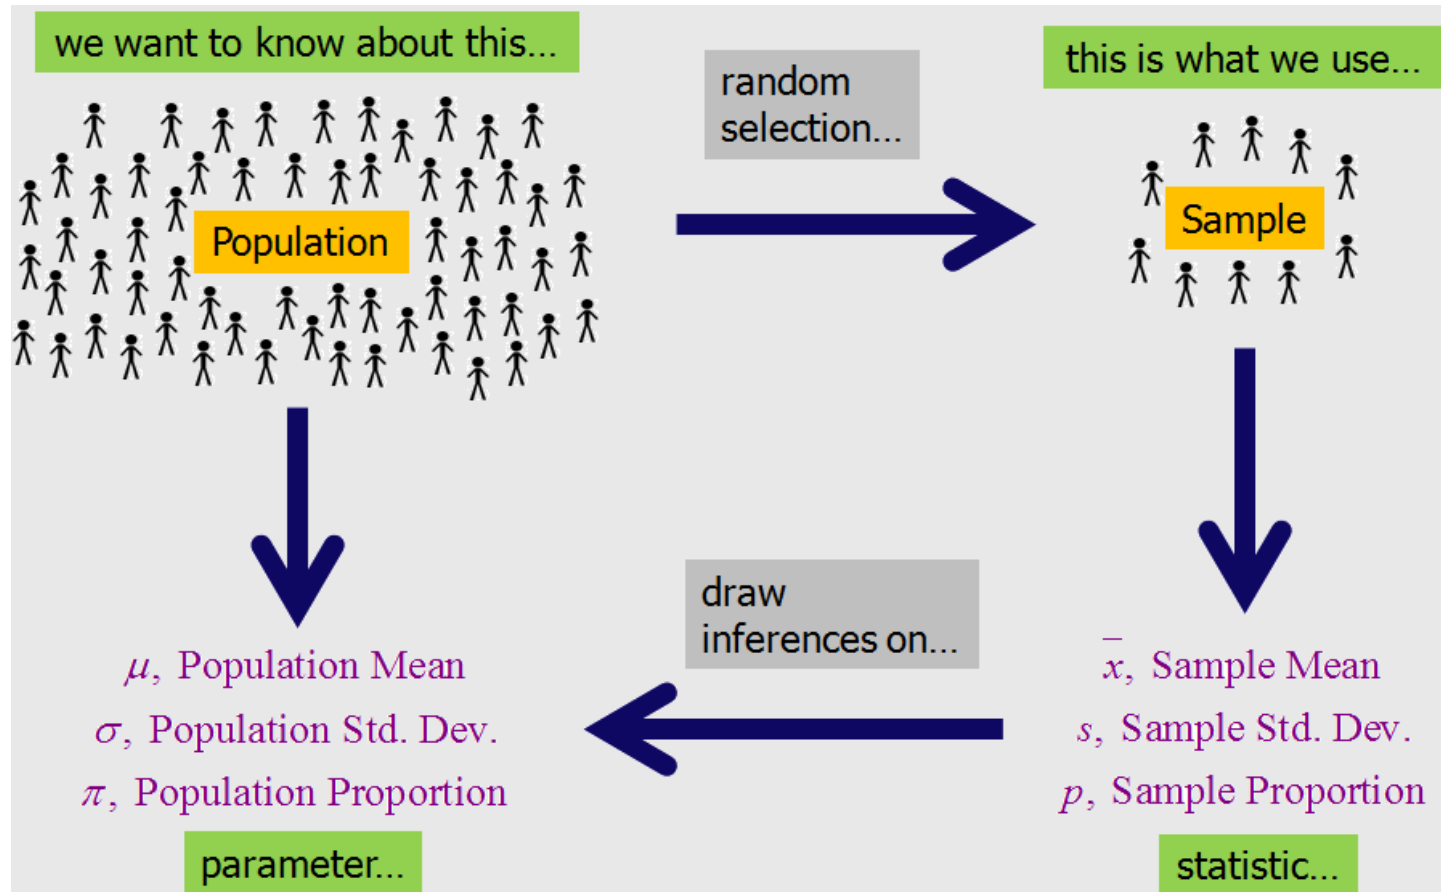 we want to know about this...
this is what we use...
random
selection...
Population
Sample
draw
inferences on...
μ, Population Mean
σ, Population Std. Dev.
π, Population Proportion
parameter...
x̄, Sample Mean
s, Sample Std. Dev.
p, Sample Proportion
statistic...